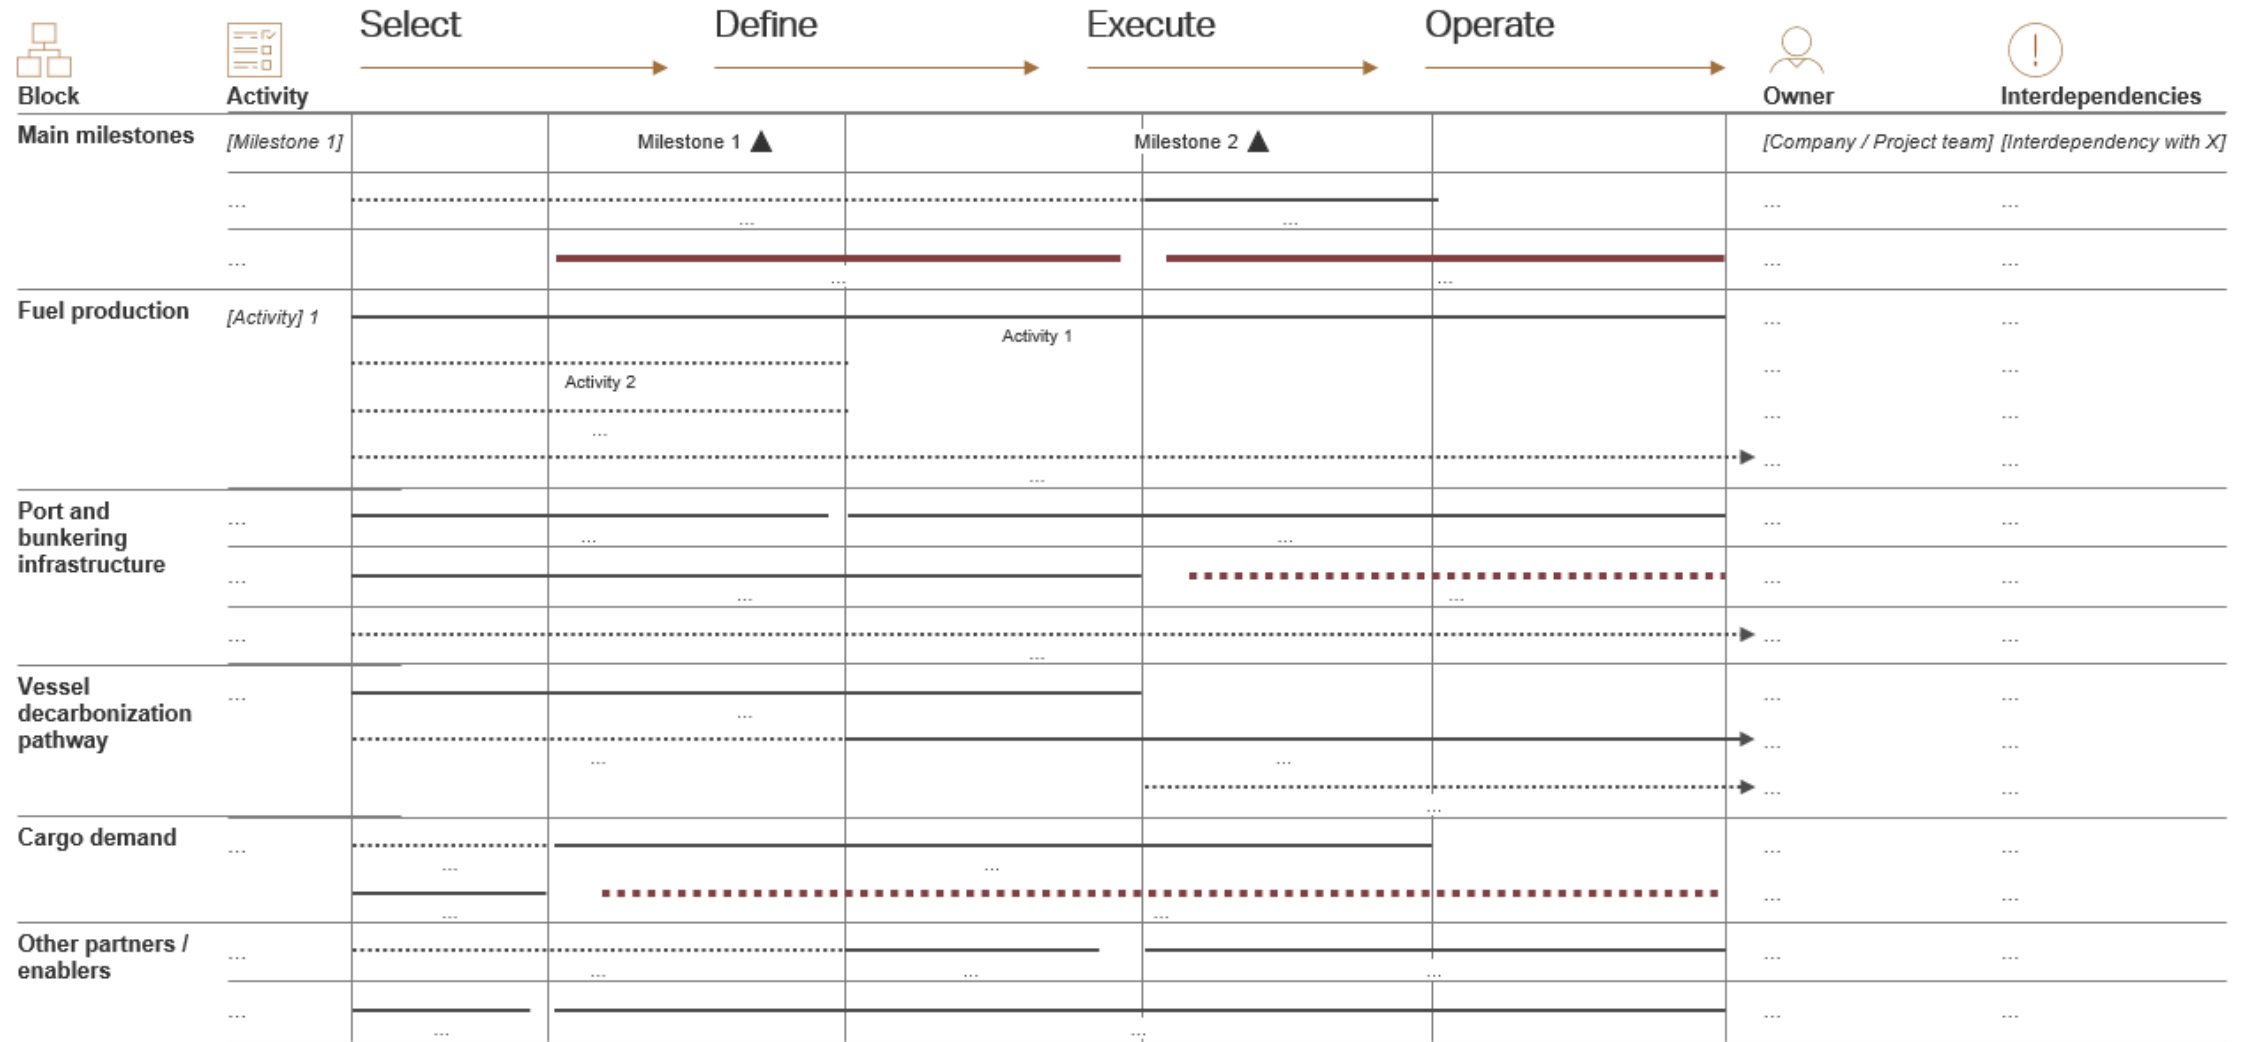 Select Define Execute Operate
Block Activity Owner Interdependencies
Main milestones [Milestone 1] Milestone 1 Milestone 2 [Company / Project team] [Interdependency with X]
... ... ...
... ...
... ... ...
... ...
Fuel production [Activity] 1 ... ...
Activity 1
... ...
Activity 2
... ...
...
... ...
...
Port and
bunkering
infrastructure
... ... ...
... ...
... ... ...
... ...
... ... ...
...
Vessel
decarbonization
pathway
... ... ...
...
... ...
... ...
... ...
...
Cargo demand
... ... ...
... ...
... ...
... ...
Other partners /
enablers
... ... ...
... ... ...
... ... ...
... ...